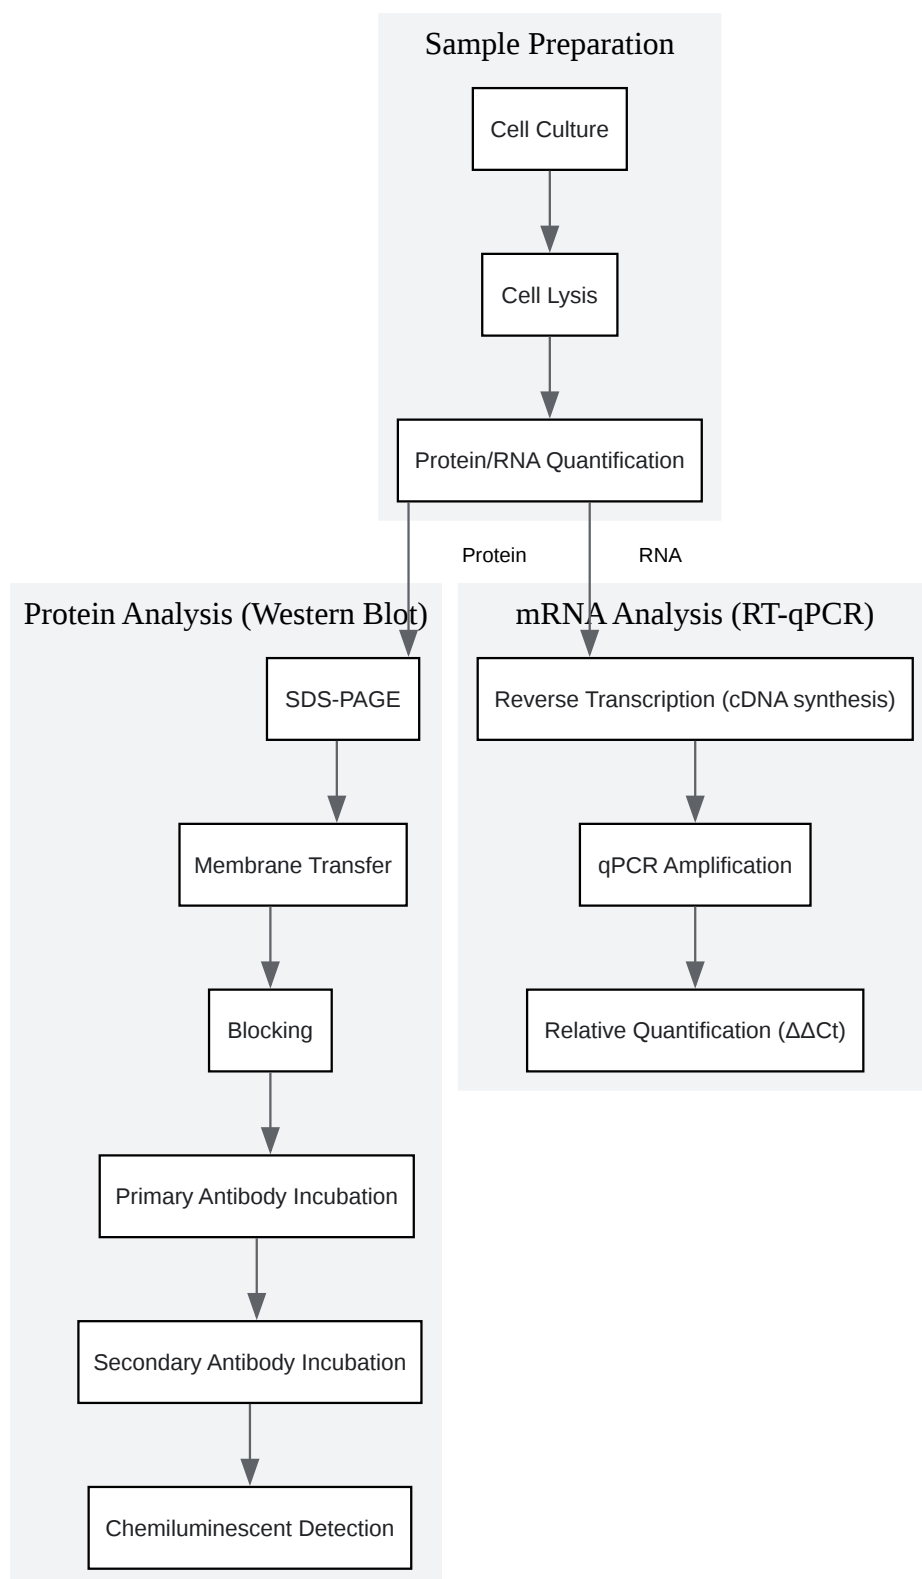 Sample Preparation
Cell Culture
Cell Lysis
Protein/RNA Quantification
Protein
RNA
Protein Analysis (Western Blot)
SDS-PAGE
Membrane Transfer
Blocking
Primary Antibody Incubation
Secondary Antibody Incubation
Chemiluminescent Detection
mRNA Analysis (RT-qPCR)
Reverse Transcription (cDNA synthesis)
qPCR Amplification
Relative Quantification (ΔΔCt)